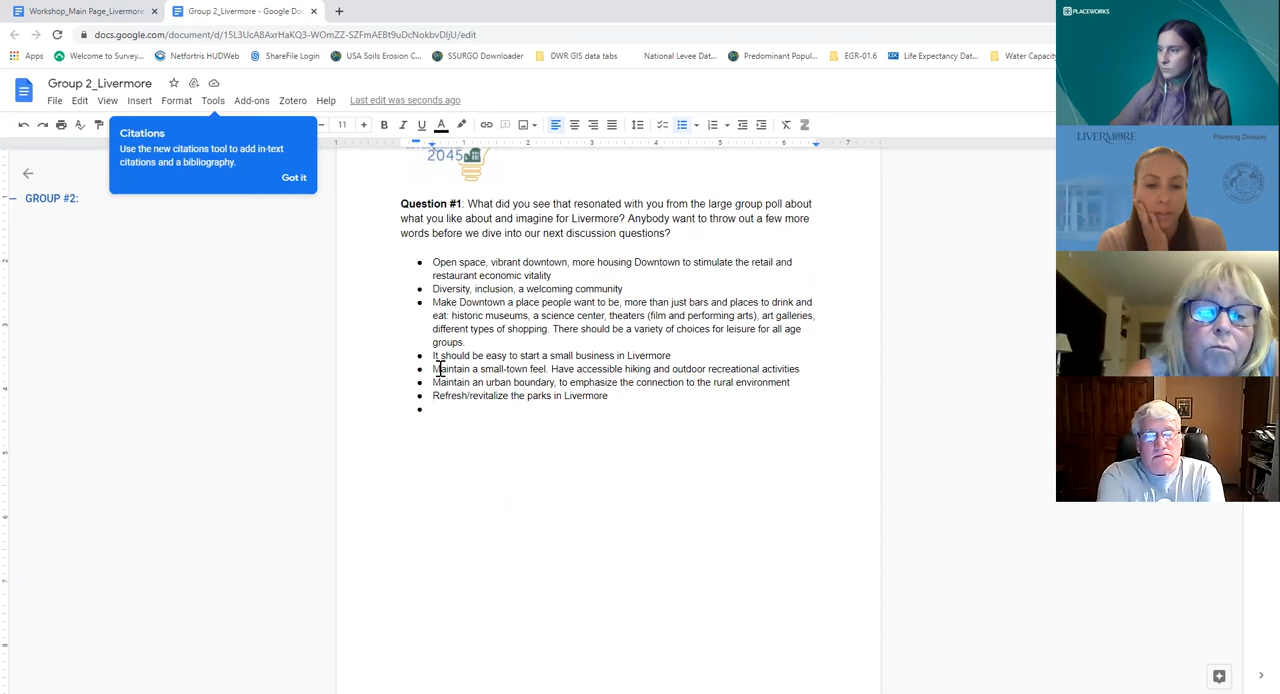 Workshop_Main Page_Livermore
Group 2_Livermore - Google Doc
docs.google.com/document/d/15L3UcA8AxrHaKQ3-WOmZZ-SZFmAEBt9uDcNokbvDIjU/edit
Apps
Welcome to Survey...
Netfortris HUDWeb
ShareFile Login
USA Soils Erosion C...
SSURGO Downloader
DWR GIS data tabs
National Levee Dat...
Predominant Popul...
EGR-01.6
Life Expectancy Dat...
Water Capacity
Group 2_Livermore
File Edit View Insert Format Tools Add-ons Zotero Help Last edit was seconds ago
11
Citations
Use the new citations tool to add in-text
citations and a bibliography.
Got it
GROUP #2:
2045
Question #1: What did you see that resonated with you from the large group poll about
what you like about and imagine for Livermore? Anybody want to throw out a few more
words before we dive into our next discussion questions?
● Open space, vibrant downtown, more housing Downtown to stimulate the retail and
restaurant economic vitality
● Diversity, inclusion, a welcoming community
● Make Downtown a place people want to be, more than just bars and places to drink and
eat: historic museums, a science center, theaters (film and performing arts), art galleries,
different types of shopping. There should be a variety of choices for leisure for all age
groups.
● It should be easy to start a small business in Livermore
● Maintain a small-town feel. Have accessible hiking and outdoor recreational activities
● Maintain an urban boundary, to emphasize the connection to the rural environment
● Refresh/revitalize the parks in Livermore
●
PLACEWORKS
LIVERMORE
Planning Division